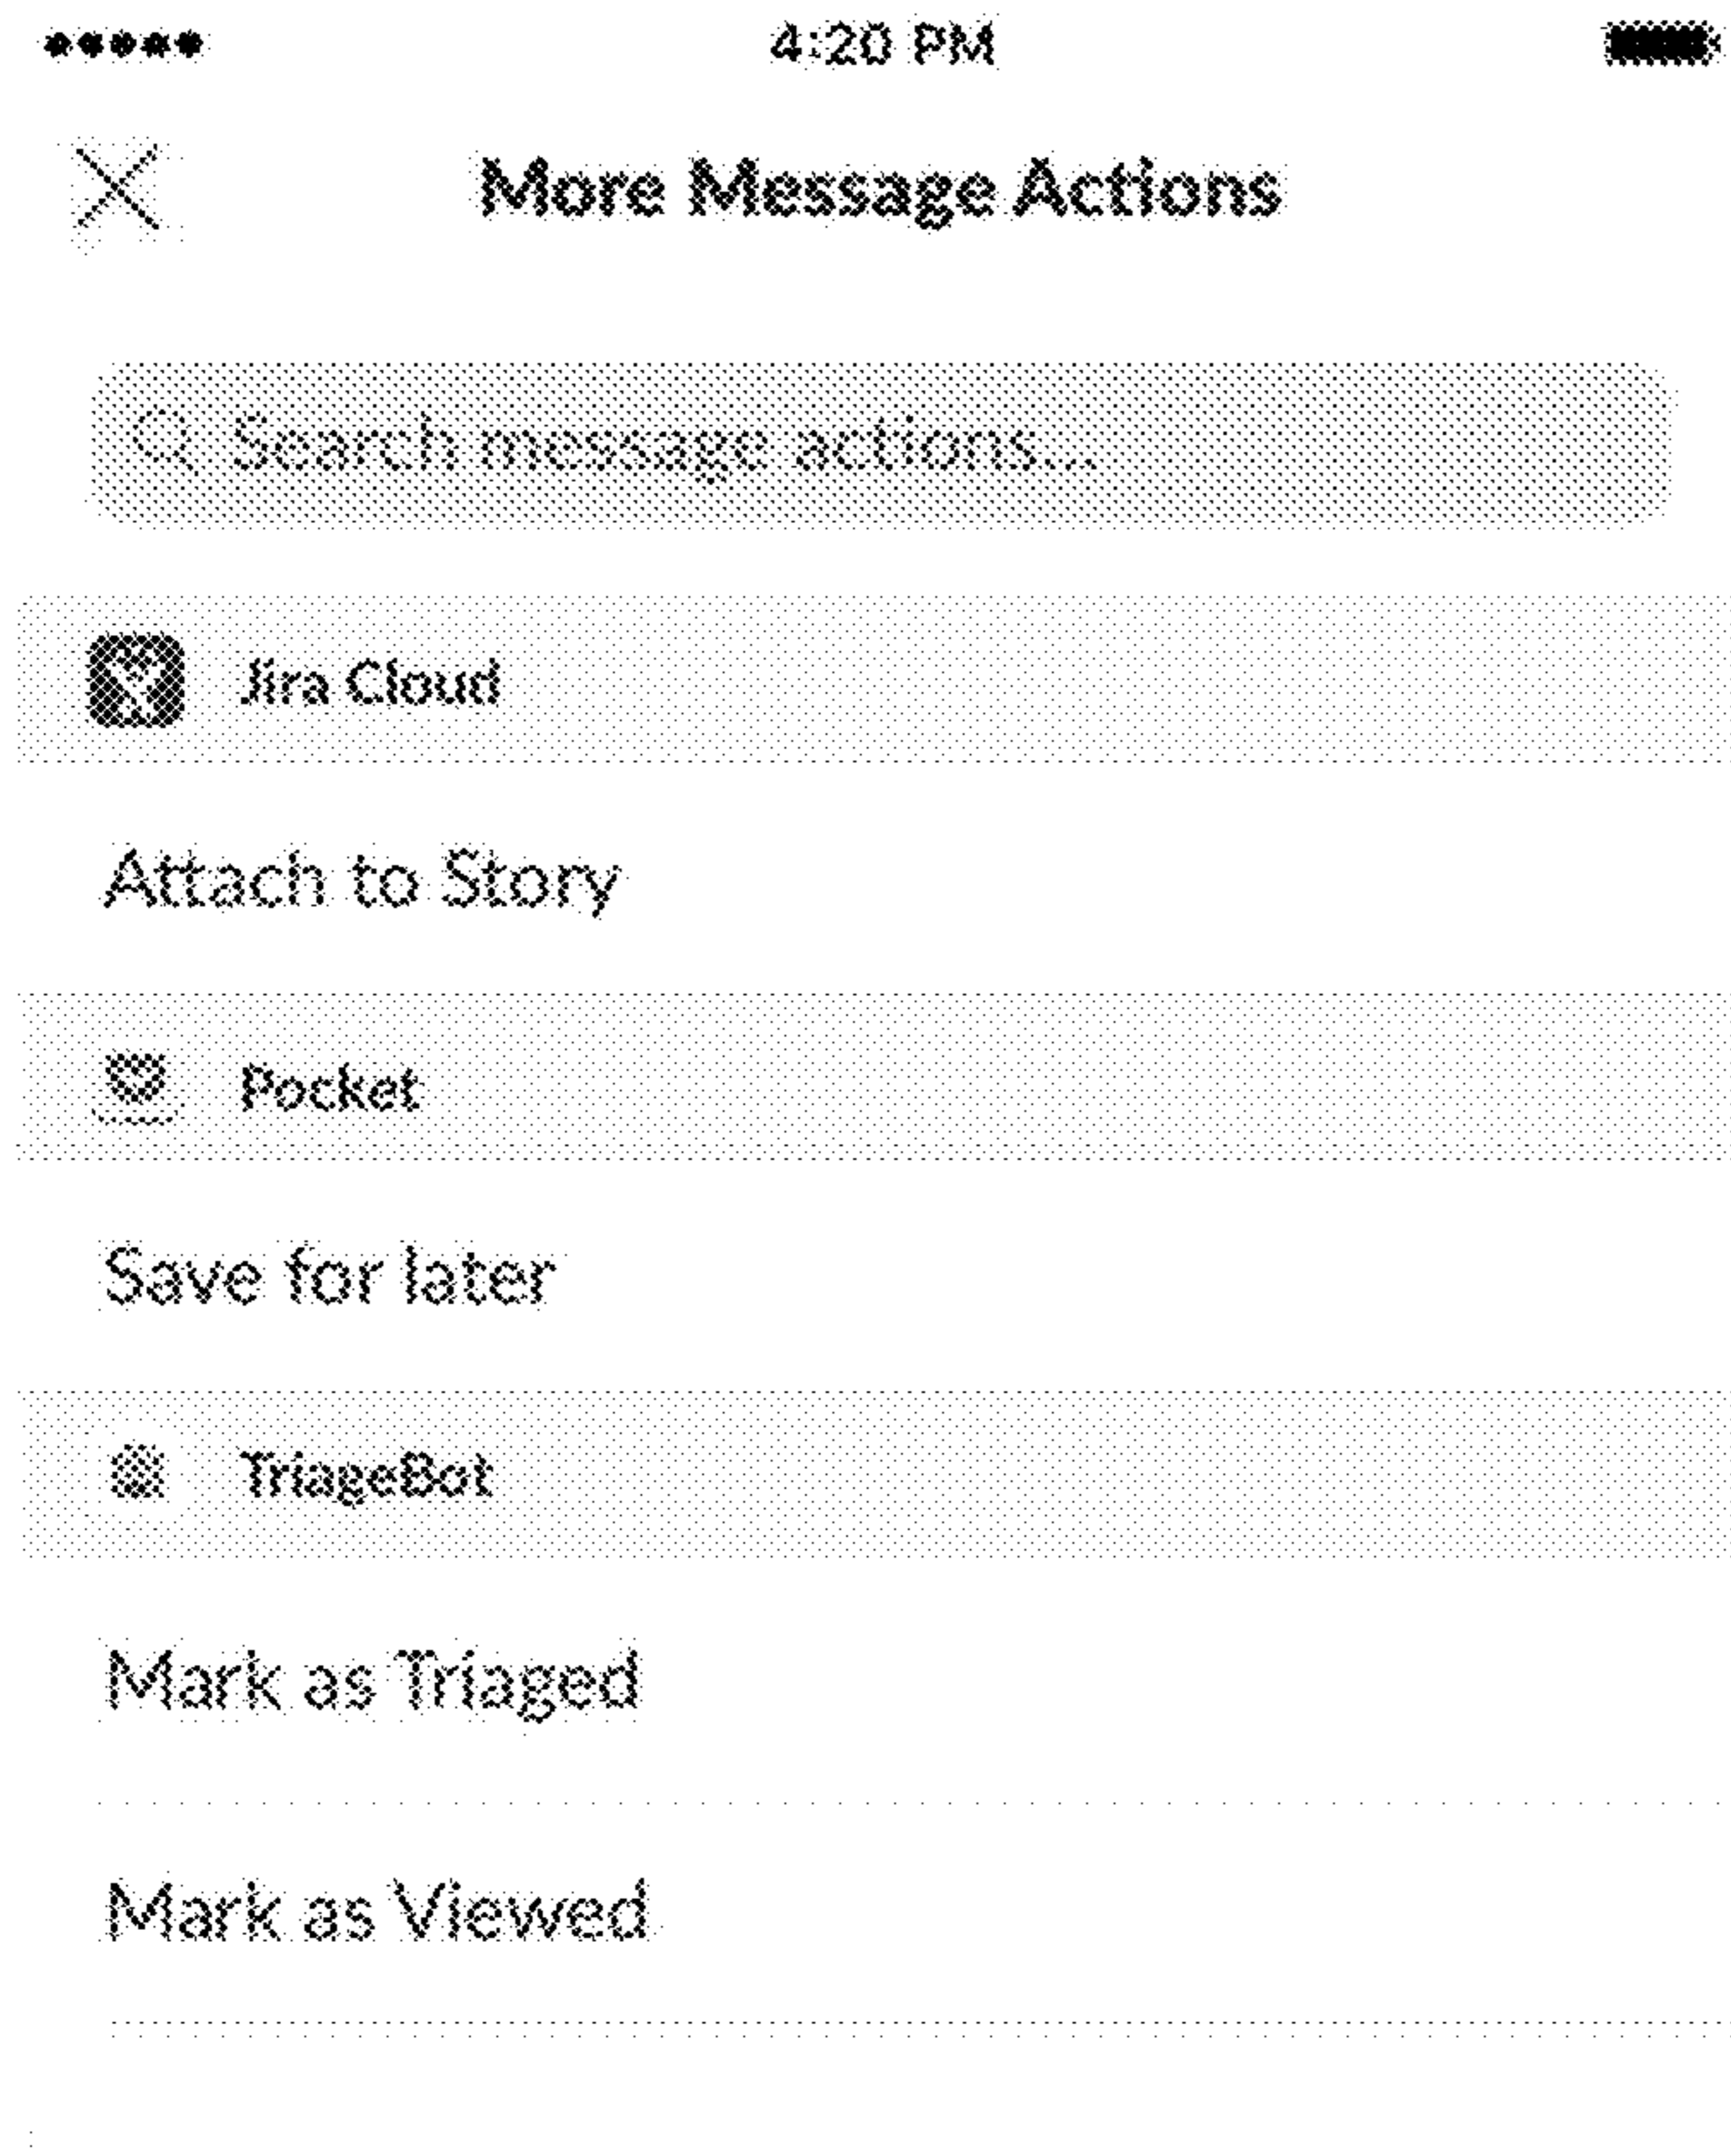 4:20 PM
More Message Actions
Search message actions...
Jira Cloud
Attach to Story
Pocket
Save for later
TriageBot
Mark as Triaged
Mark as Viewed